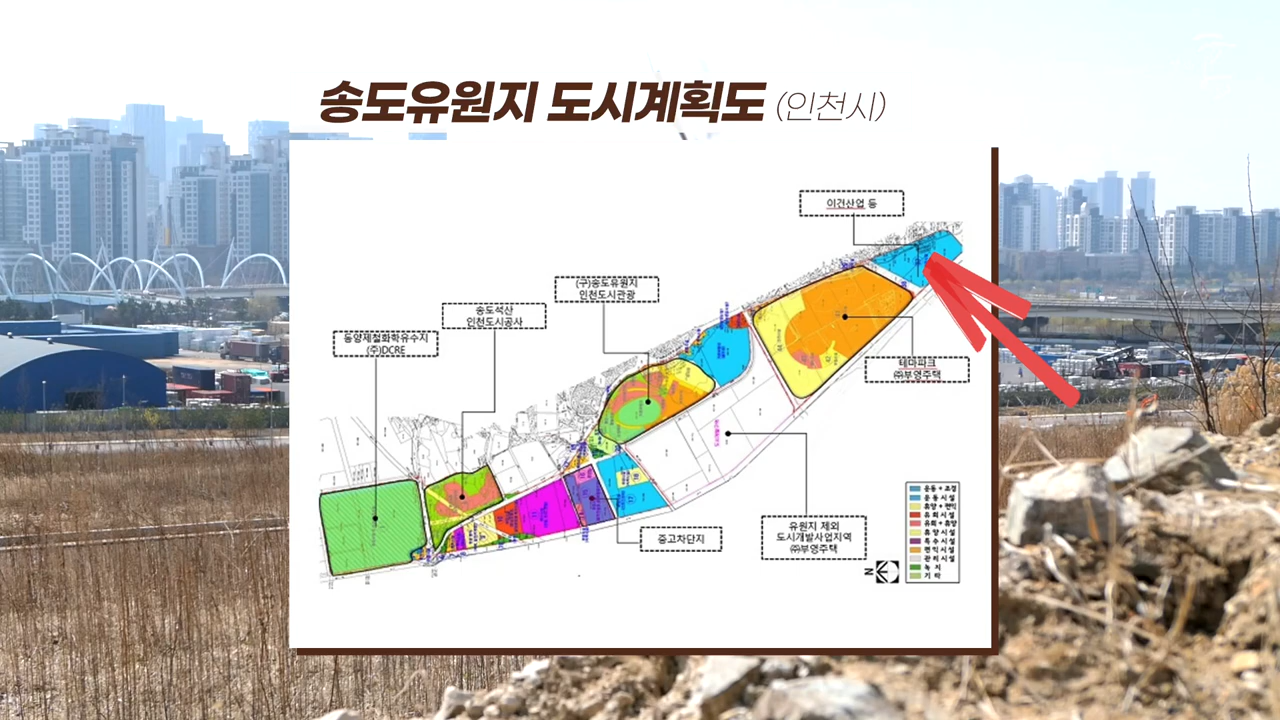 송도유원지 도시계획도 (인천시)
이건산업 등
(구)송도유원지
인천도시관광
송도석산
인천도시공사
동양제철화학유수지
(주)DCRE
테마파크
㈜부영주택
중고차단지
유원지 제외
도시개발사업지역
㈜부영주택
N
운동+오락
운동시설
휴양+편익
유희시설
유희+휴양
휴양시설
특수시설
편익시설
관리시설
녹지
기타